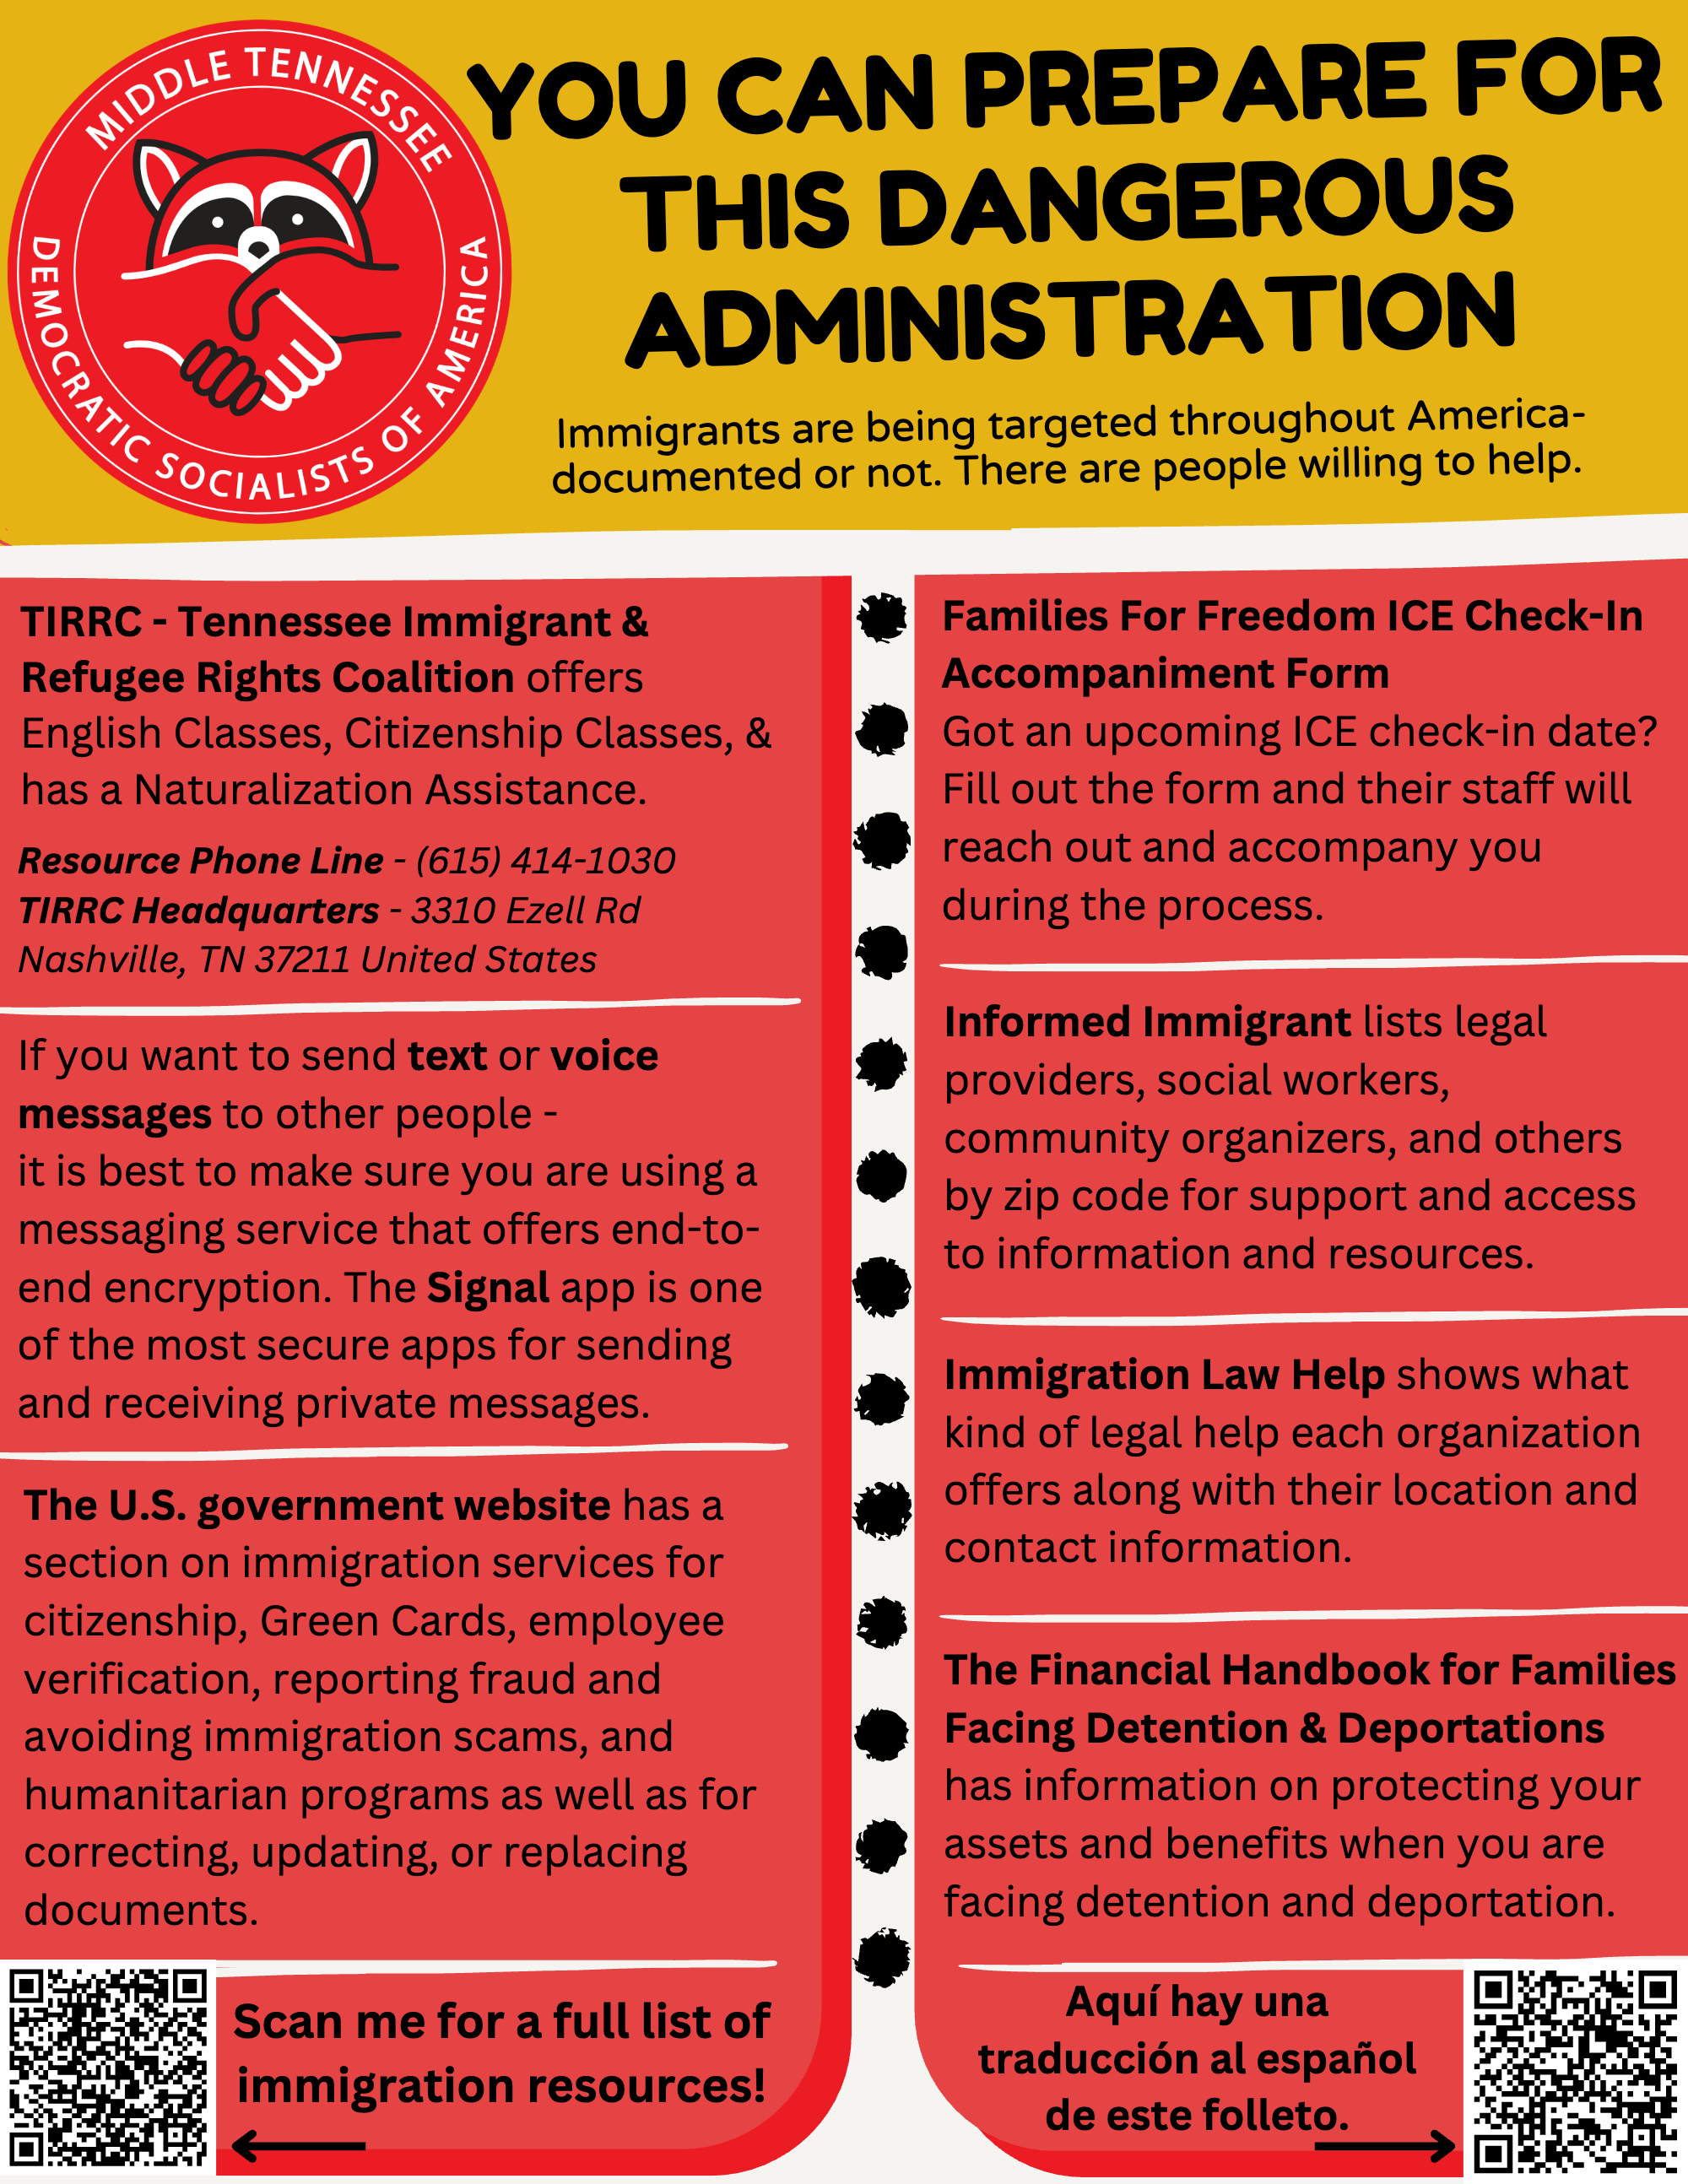 MIDDLE TENNESSEE
DEMOCRATIC SOCIALISTS OF AMERICA
YOU CAN PREPARE FOR
THIS DANGEROUS
ADMINISTRATION
Immigrants are being targeted throughout America-
documented or not. There are people willing to help.
TIRRC - Tennessee Immigrant &
Refugee Rights Coalition offers
English Classes, Citizenship Classes, &
has a Naturalization Assistance.
Resource Phone Line - (615) 414-1030
TIRRC Headquarters - 3310 Ezell Rd
Nashville, TN 37211 United States
If you want to send text or voice
messages to other people -
it is best to make sure you are using a
messaging service that offers end-to-
end encryption. The Signal app is one
of the most secure apps for sending
and receiving private messages.
The U.S. government website has a
section on immigration services for
citizenship, Green Cards, employee
verification, reporting fraud and
avoiding immigration scams, and
humanitarian programs as well as for
correcting, updating, or replacing
documents.
Scan me for a full list of
immigration resources!
Families For Freedom ICE Check-In
Accompaniment Form
Got an upcoming ICE check-in date?
Fill out the form and their staff will
reach out and accompany you
during the process.
Informed Immigrant lists legal
providers, social workers,
community organizers, and others
by zip code for support and access
to information and resources.
Immigration Law Help shows what
kind of legal help each organization
offers along with their location and
contact information.
The Financial Handbook for Families
Facing Detention & Deportations
has information on protecting your
assets and benefits when you are
facing detention and deportation.
Aquí hay una
traducción al español
de este folleto.